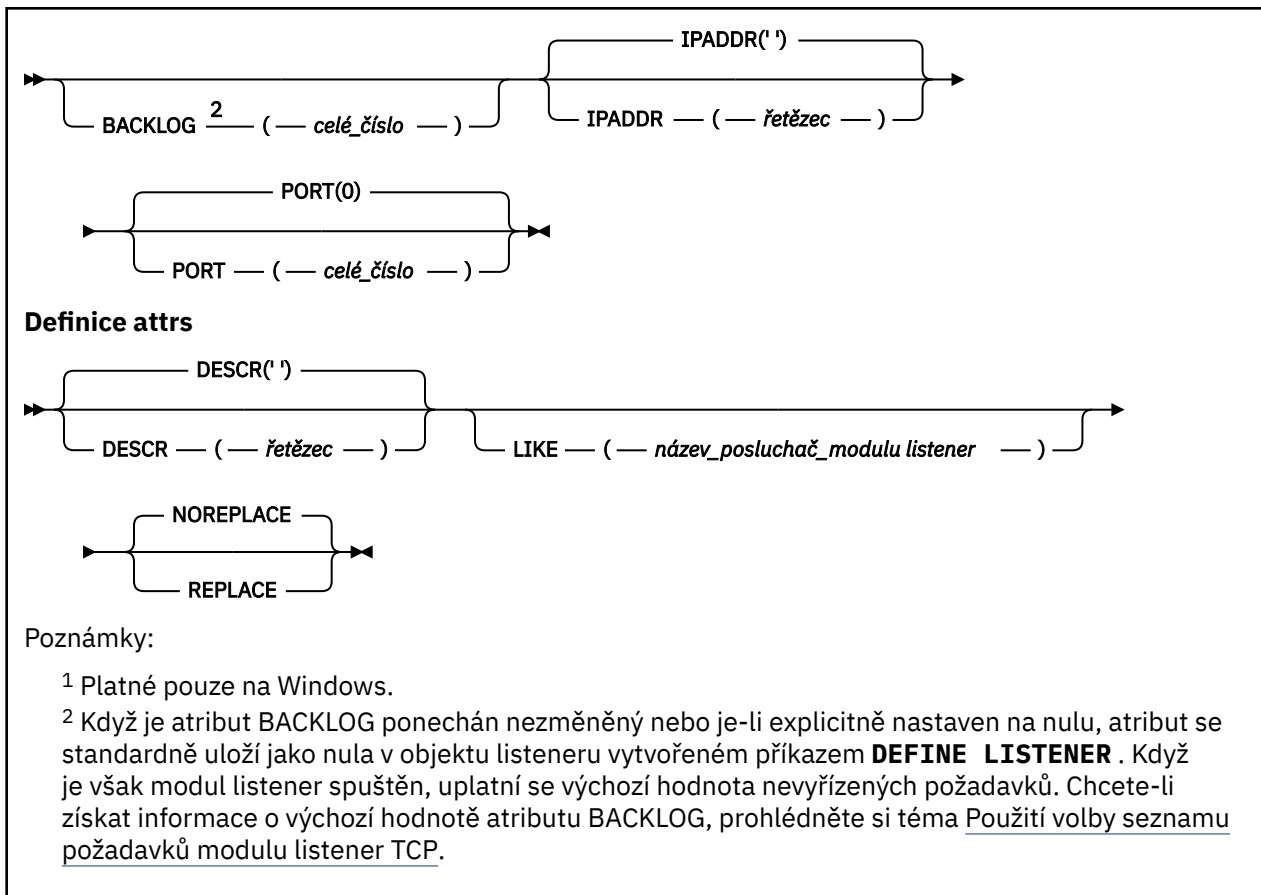 IPADDR(' ')
BACKLOG 2 ( celé_číslo )
IPADDR ( řetězec )
PORT(0)
PORT ( celé_číslo )
Definice attrs
DESCR(' ')
DESCR ( řetězec )
LIKE ( název_posluchač_modulu listener )
NOREPLACE
REPLACE
Poznámky:
1 Platné pouze na Windows.
2 Když je atribut BACKLOG ponechán nezměněný nebo je-li explicitně nastaven na nulu, atribut se
standardně uloží jako nula v objektu listeneru vytvořeném příkazem DEFINE LISTENER . Když
je však modul listener spuštěn, uplatní se výchozí hodnota nevyřízených požadavků. Chcete-li
získat informace o výchozí hodnotě atributu BACKLOG, prohlédněte si téma Použití volby seznamu
požadavků modulu listener TCP.